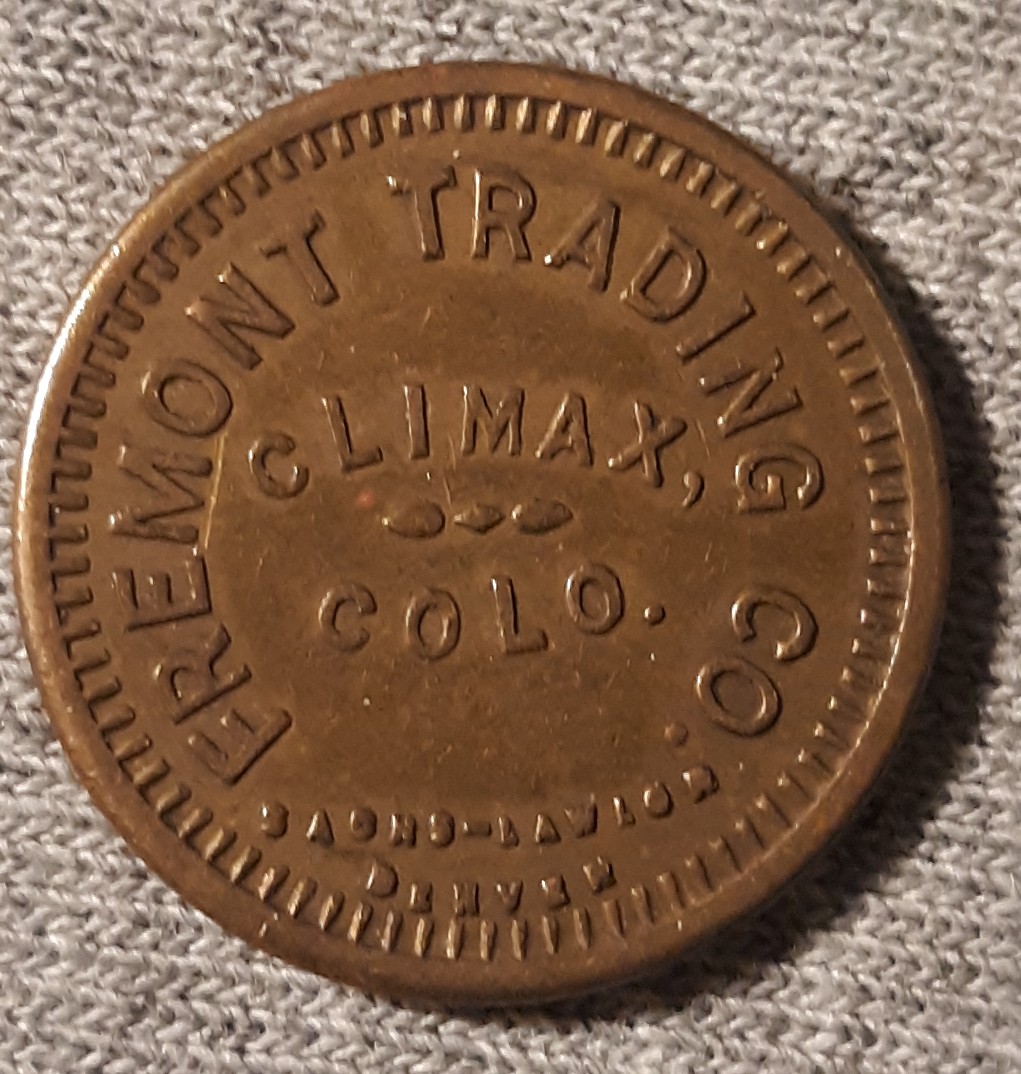 FREMONT TRADING CO.
CLIMAX,
COLO.
SACHS-LAWLOR
DENVER